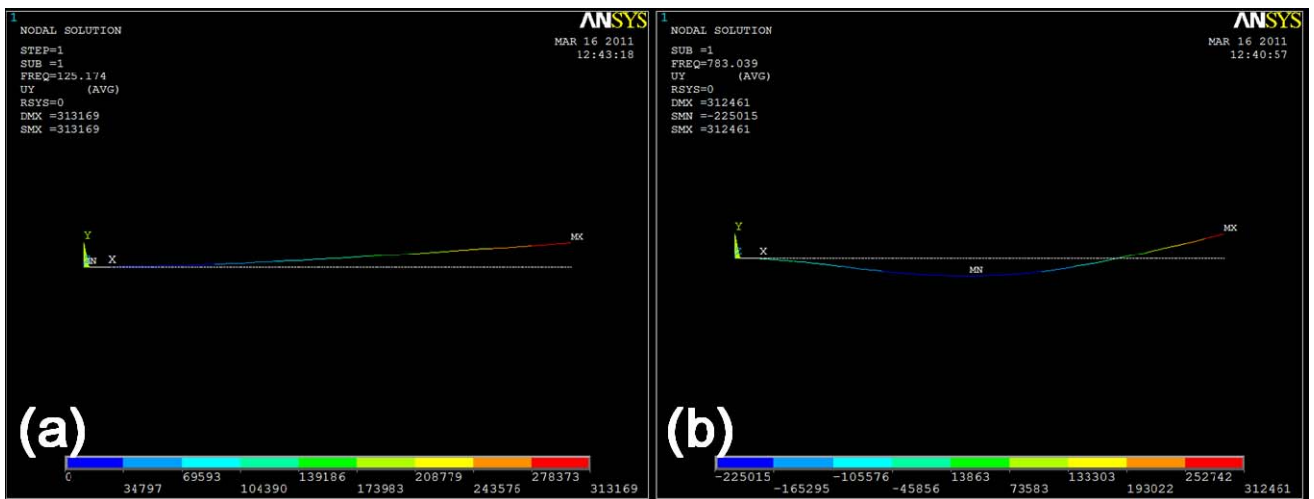 1
ANSYS
NODAL SOLUTION
MAR 16 2011
12:43:18
STEP=1
SUB =1
FREQ=125.174
UY (AVG)
RSYS=0
DMX =313169
SMX =313169
Y
MX
MN X
(a)
0
34797
69593
104390
139186
173983
208779
243576
278373
313169
1
ANSYS
NODAL SOLUTION
MAR 16 2011
12:40:57
SUB =1
FREQ=783.039
UY (AVG)
RSYS=0
DMX =312461
SMN =-225015
SMX =312461
Y
MX
X
MN
(b)
-225015
-165295
-105576
-45856
13863
73583
133303
193022
252742
312461